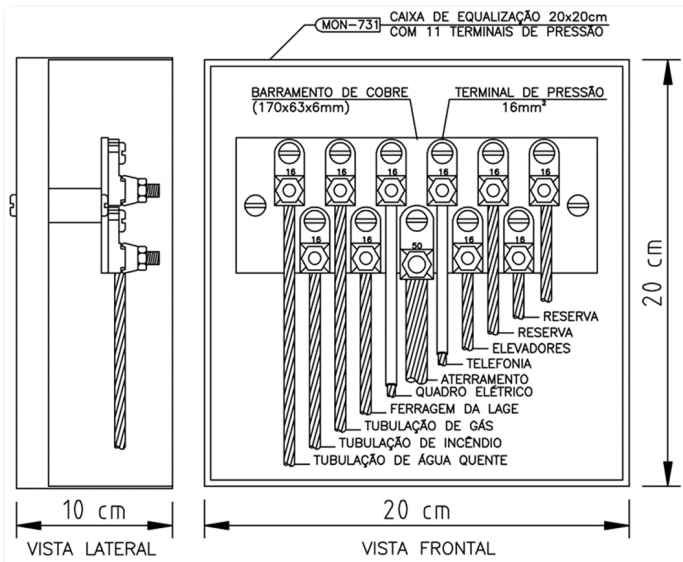 MON-731
CAIXA DE EQUALIZAÇÃO 20x20cm
COM 11 TERMINAIS DE PRESSÃO
BARRAMENTO DE COBRE
(170x63x6mm)
TERMINAL DE PRESSÃO
16mm²
16 16 16 16 16 16
16 16 50 16 16
RESERVA
RESERVA
ELEVADORES
TELEFONIA
ATERRAMENTO
QUADRO ELÉTRICO
FERRAGEM DA LAGE
TUBULAÇÃO DE GÁS
TUBULAÇÃO DE INCÊNDIO
TUBULAÇÃO DE ÁGUA QUENTE
20 cm
10 cm
20 cm
VISTA LATERAL
VISTA FRONTAL